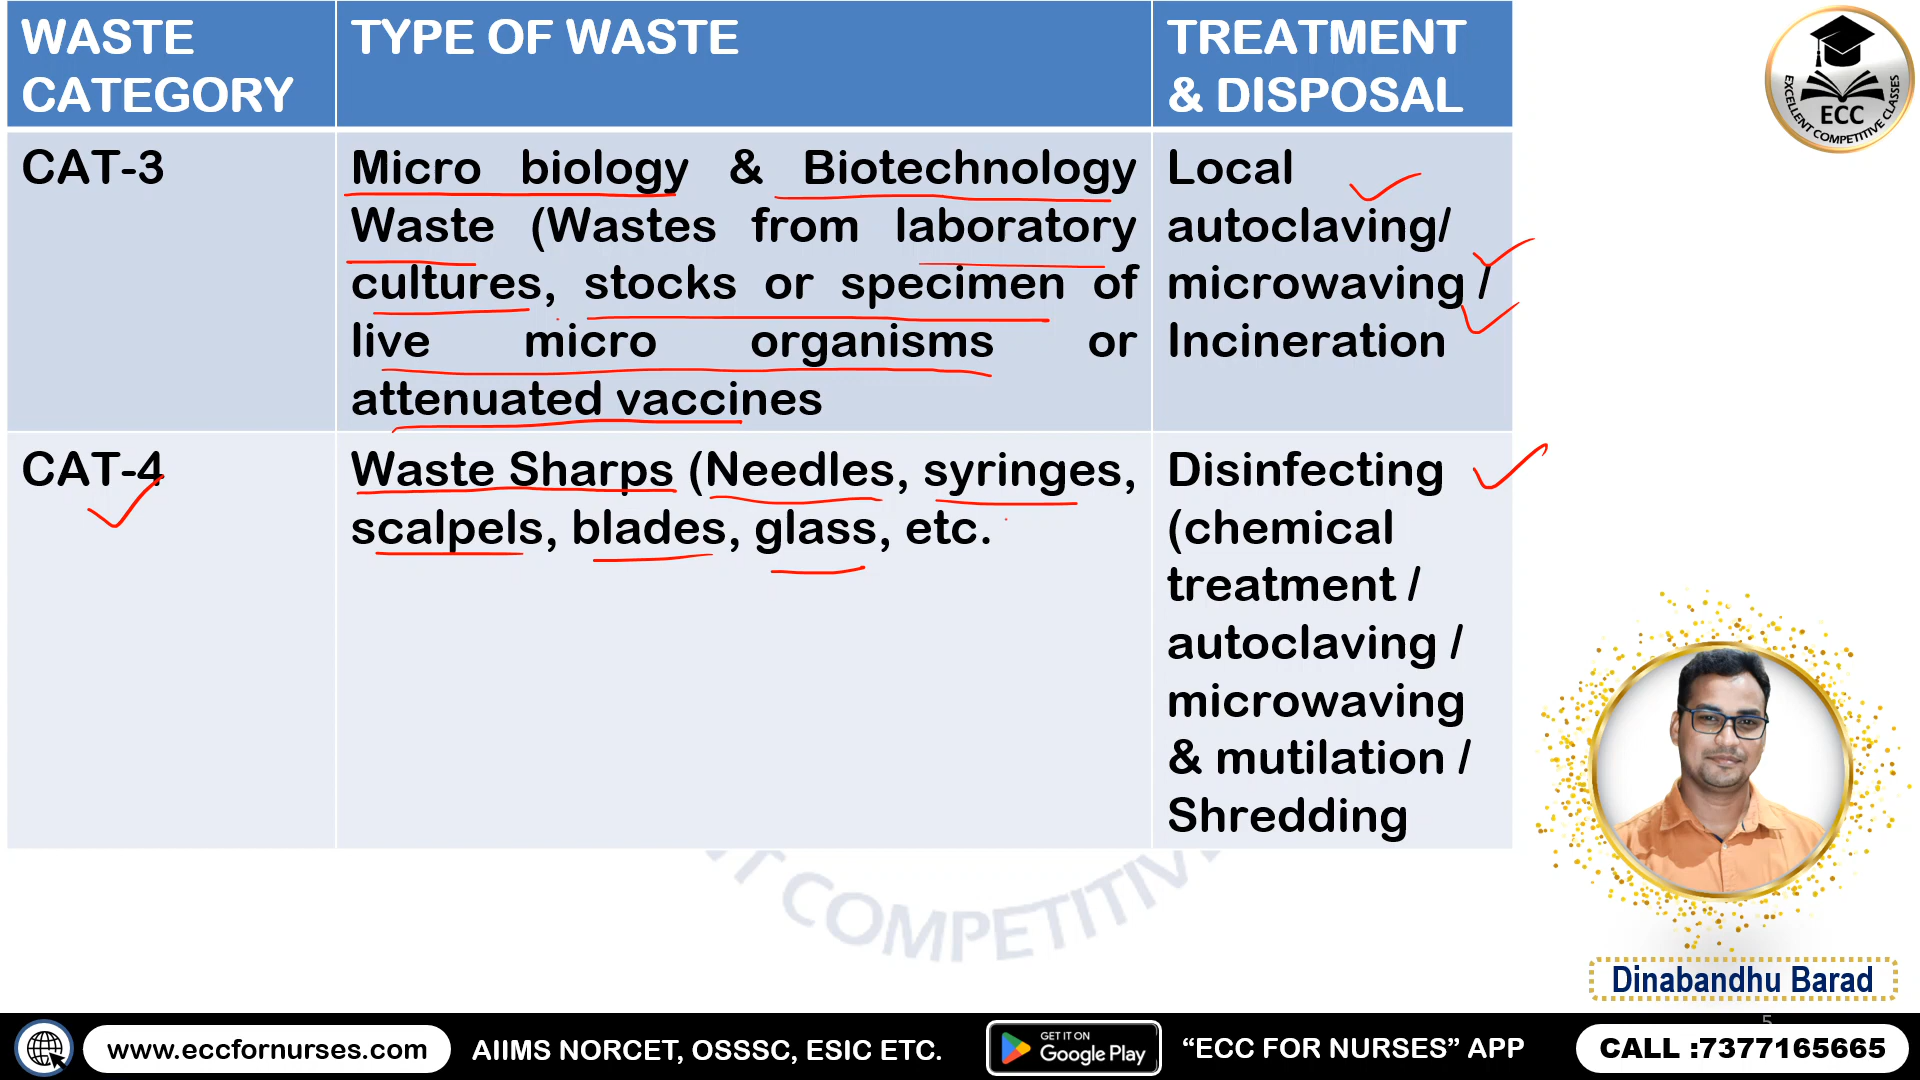 WASTE CATEGORY
TYPE OF WASTE
TREATMENT & DISPOSAL
CAT-3
Micro biology & Biotechnology
Waste (Wastes from laboratory
cultures, stocks or specimen of
live micro organisms or
attenuated vaccines
Local
autoclaving/
microwaving /
Incineration
CAT-4
Waste Sharps (Needles, syringes,
scalpels, blades, glass, etc.
Disinfecting
(chemical
treatment /
autoclaving /
microwaving
& mutilation /
Shredding
ECC
EXCELLENT COMPETITIVE CLASSES
T COMPETITIV
Dinabandhu Barad
5
www.eccfornurses.com
AIIMS NORCET, OSSSC, ESIC ETC.
GET IT ON
Google Play
“ECC FOR NURSES” APP
CALL :7377165665